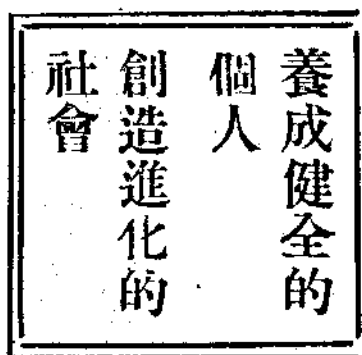 養成健全的
個人
創造進化的
社會